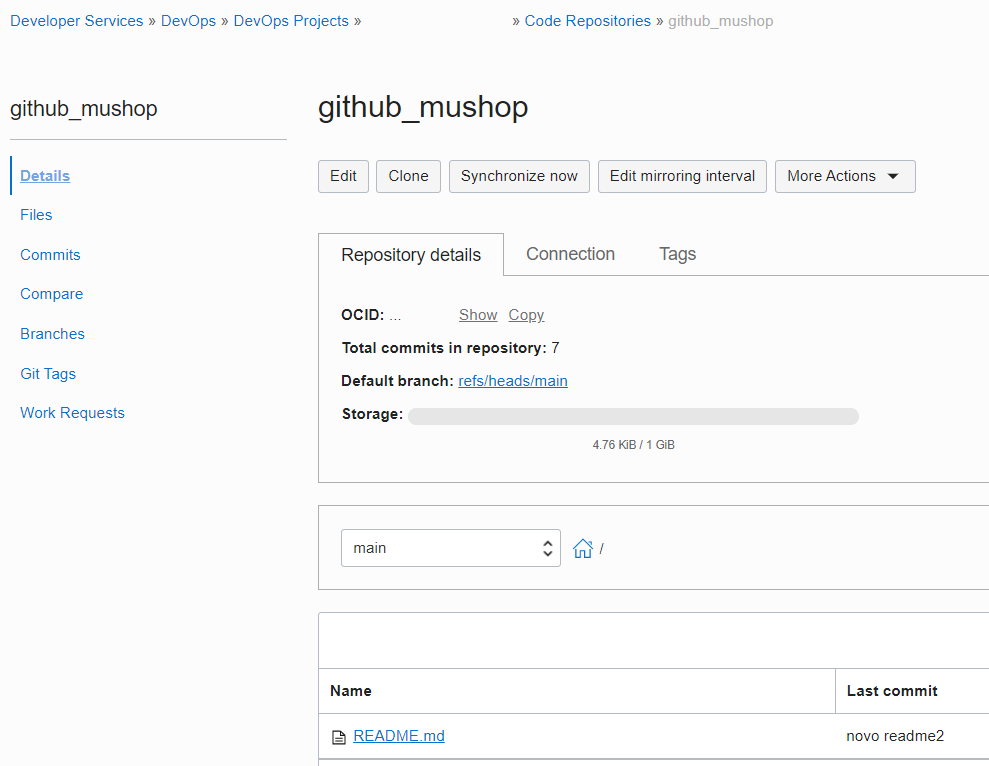 Developer Services » DevOps » DevOps Projects » » Code Repositories » github_mushop
github_mushop
Details
Files
Commits
Compare
Branches
Git Tags
Work Requests
github_mushop
Edit Clone Synchronize now Edit mirroring interval More Actions
Repository details Connection Tags
OCID: ... Show Copy
Total commits in repository: 7
Default branch: refs/heads/main
Storage:
4.76 KiB / 1 GiB
main /
Name Last commit
README.md novo readme2